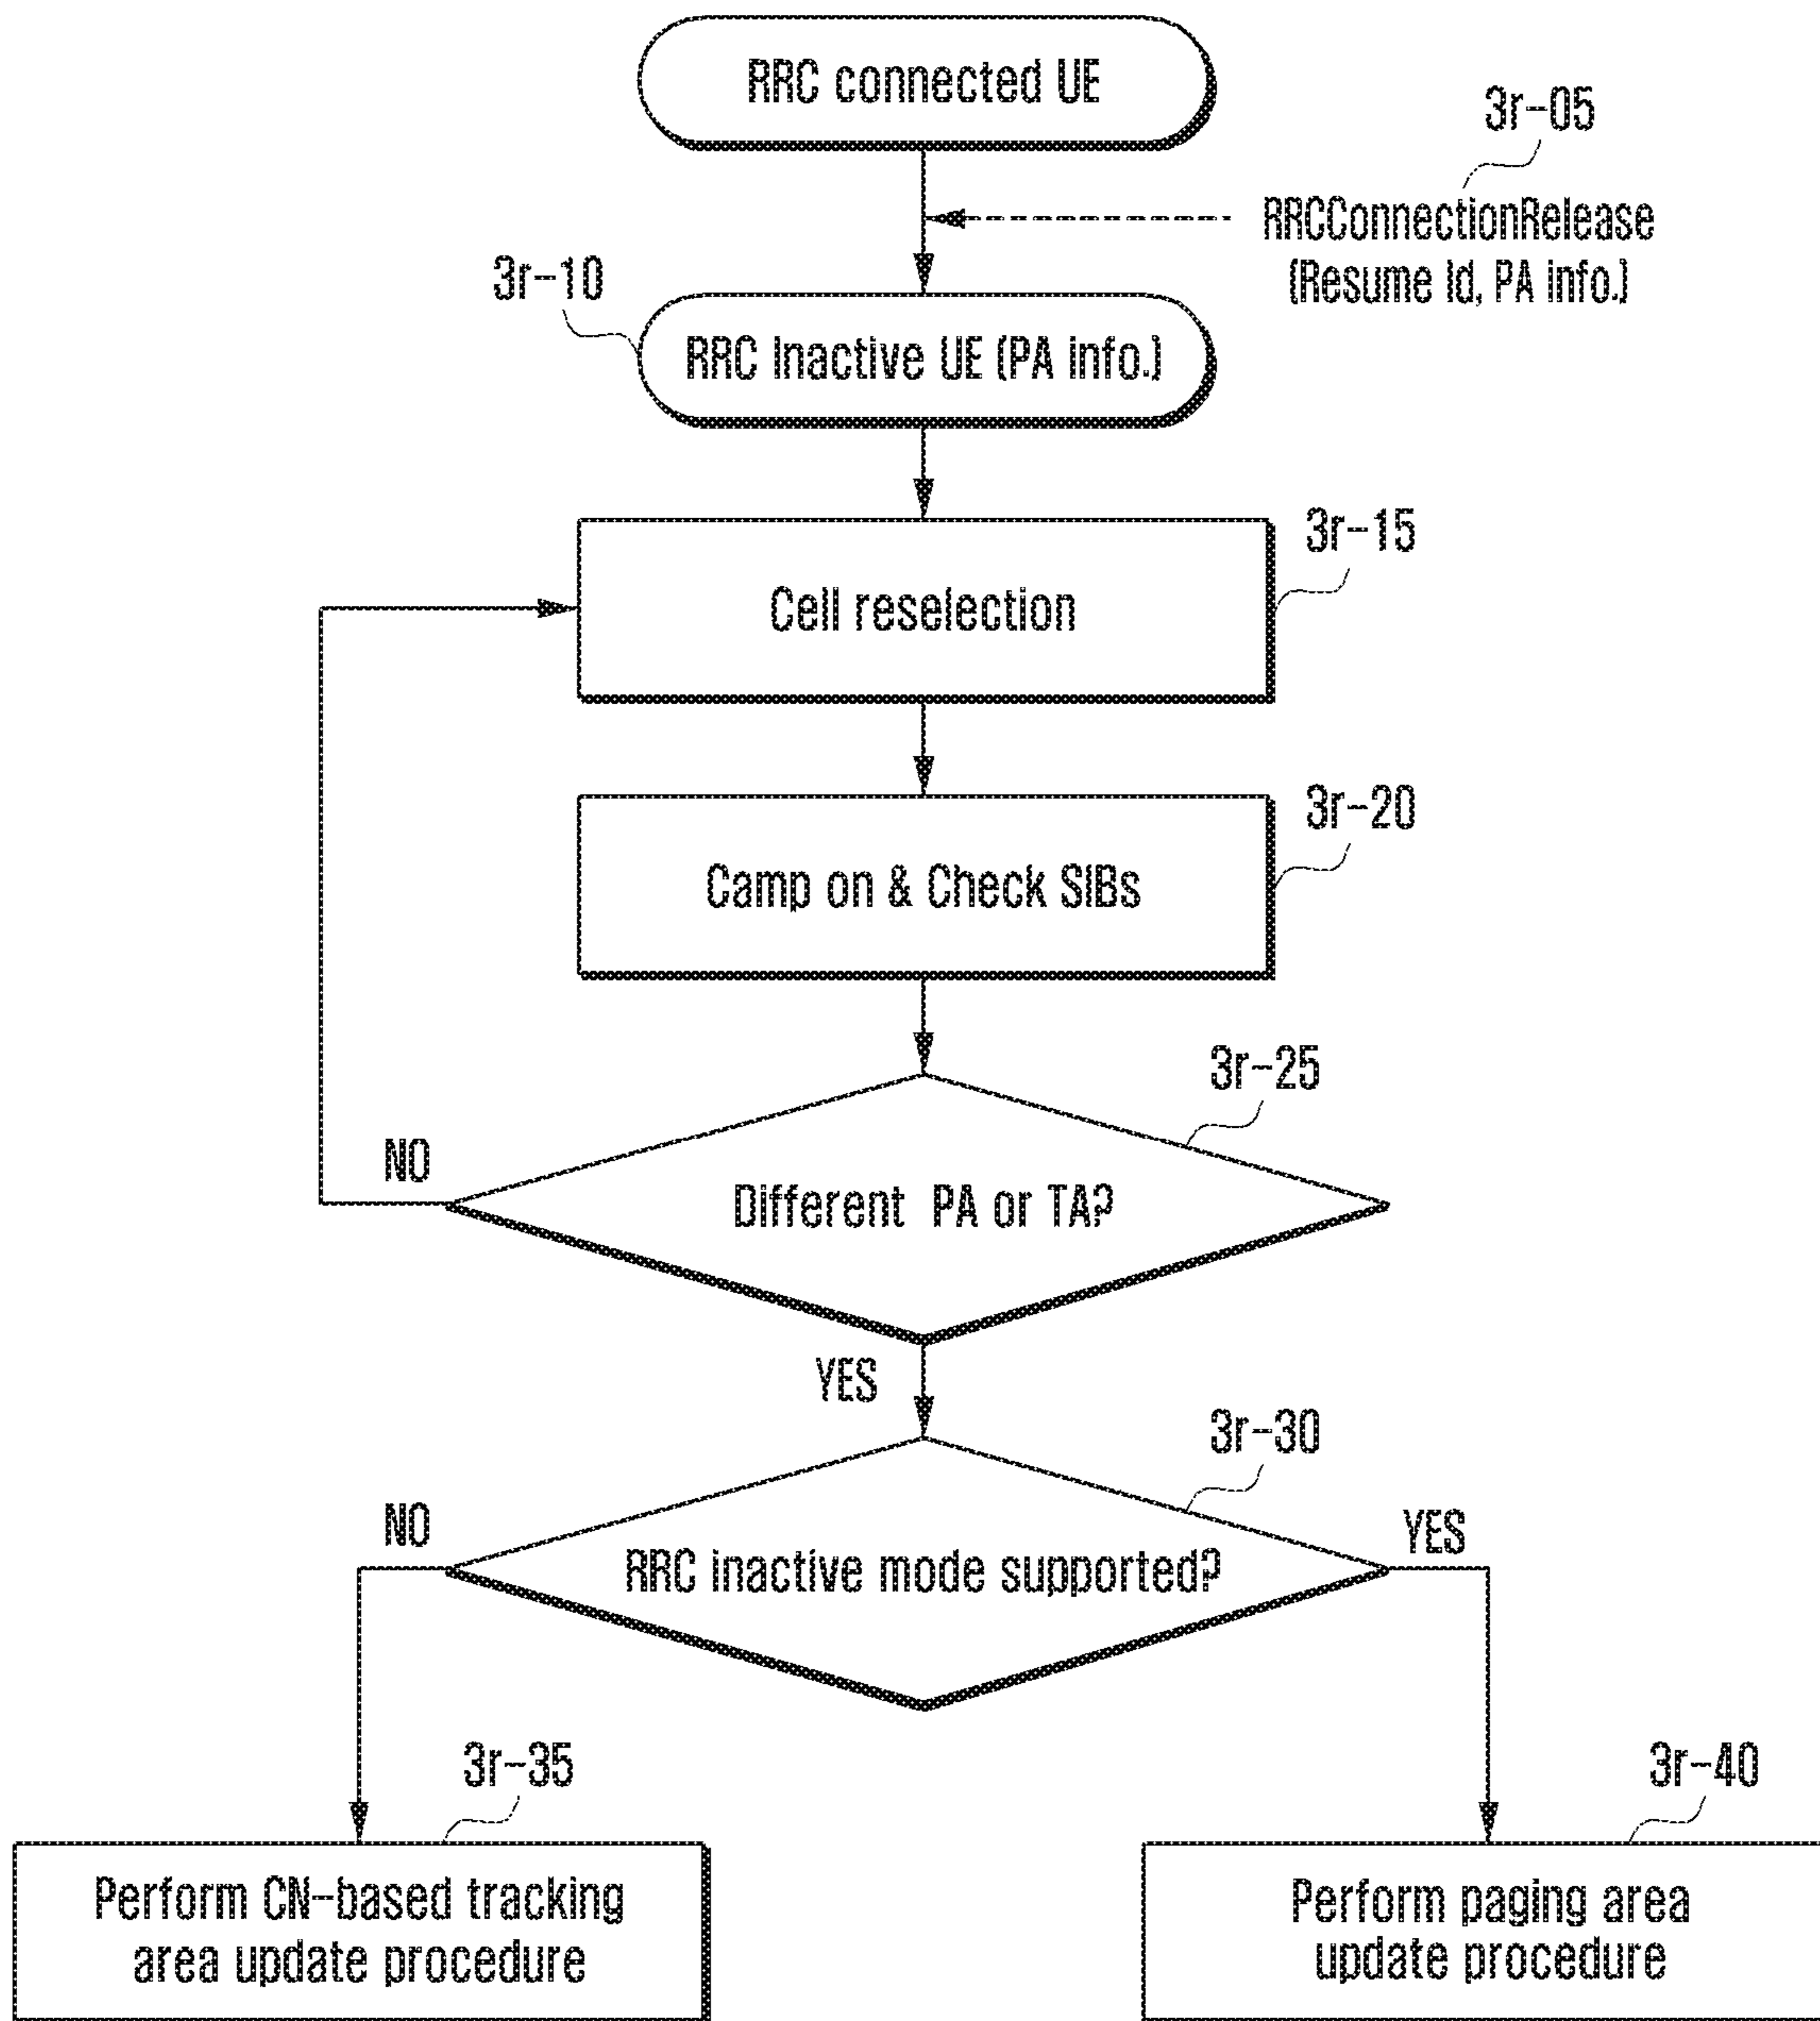 RRC connected UE
3r-05
RRCConnectionRelease
(Resume Id, PA info.)
3r-10
RRC Inactive UE (PA info.)
3r-15
Cell reselection
3r-20
Camp on & Check SIBs
3r-25
NO
Different PA or TA?
YES
3r-30
NO
YES
RRC inactive mode supported?
3r-35
3r-40
Perform CN-based tracking
area update procedure
Perform paging area
update procedure